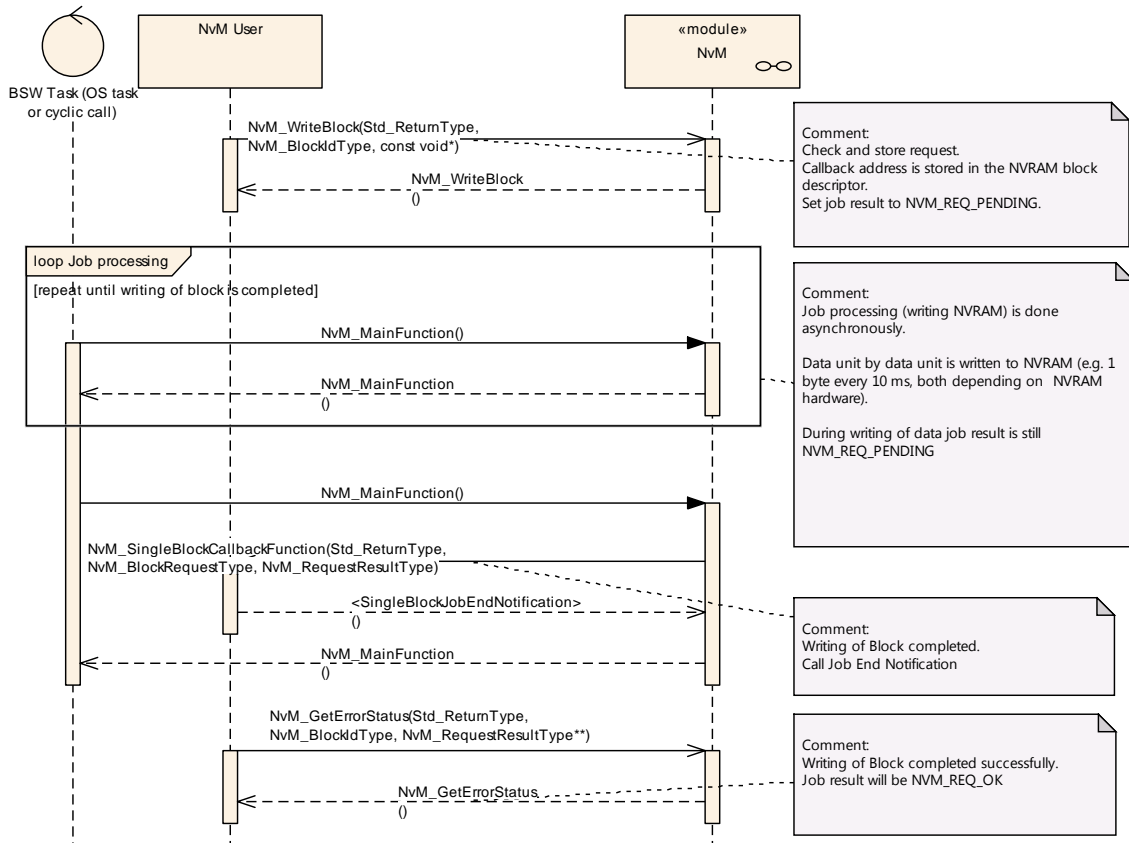 NvM User
«module»
NvM
BSW Task (OS task
or cyclic call)
NvM_WriteBlock(Std_ReturnType,
NvM_BlockIdType, const void*)
Comment:
Check and store request.
Callback address is stored in the NVRAM block
descriptor.
Set job result to NVM_REQ_PENDING.
NvM_WriteBlock
()
loop Job processing
[repeat until writing of block is completed]
Comment:
Job processing (writing NVRAM) is done
asynchronously.
Data unit by data unit is written to NVRAM (e.g. 1
byte every 10 ms, both depending on NVRAM
hardware).
During writing of data job result is still
NVM_REQ_PENDING
NvM_MainFunction()
NvM_MainFunction
()
NvM_MainFunction()
NvM_SingleBlockCallbackFunction(Std_ReturnType,
NvM_BlockRequestType, NvM_RequestResultType)
<SingleBlockJobEndNotification>
()
Comment:
Writing of Block completed.
Call Job End Notification
NvM_MainFunction
()
NvM_GetErrorStatus(Std_ReturnType,
NvM_BlockIdType, NvM_RequestResultType**)
Comment:
Writing of Block completed successfully.
Job result will be NVM_REQ_OK
NvM_GetErrorStatus
()